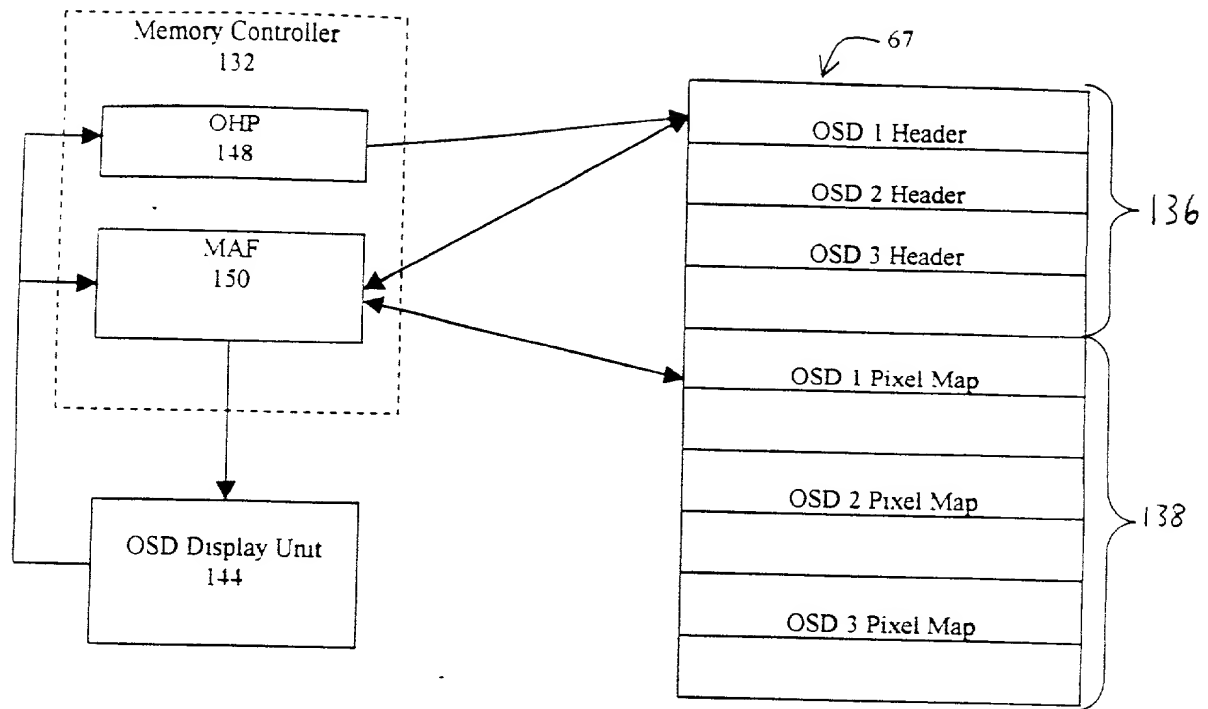 Memory Controller
132
OHP
148
MAF
150
OSD Display Unit
144
67
OSD 1 Header
OSD 2 Header
OSD 3 Header
136
OSD 1 Pixel Map
OSD 2 Pixel Map
OSD 3 Pixel Map
138